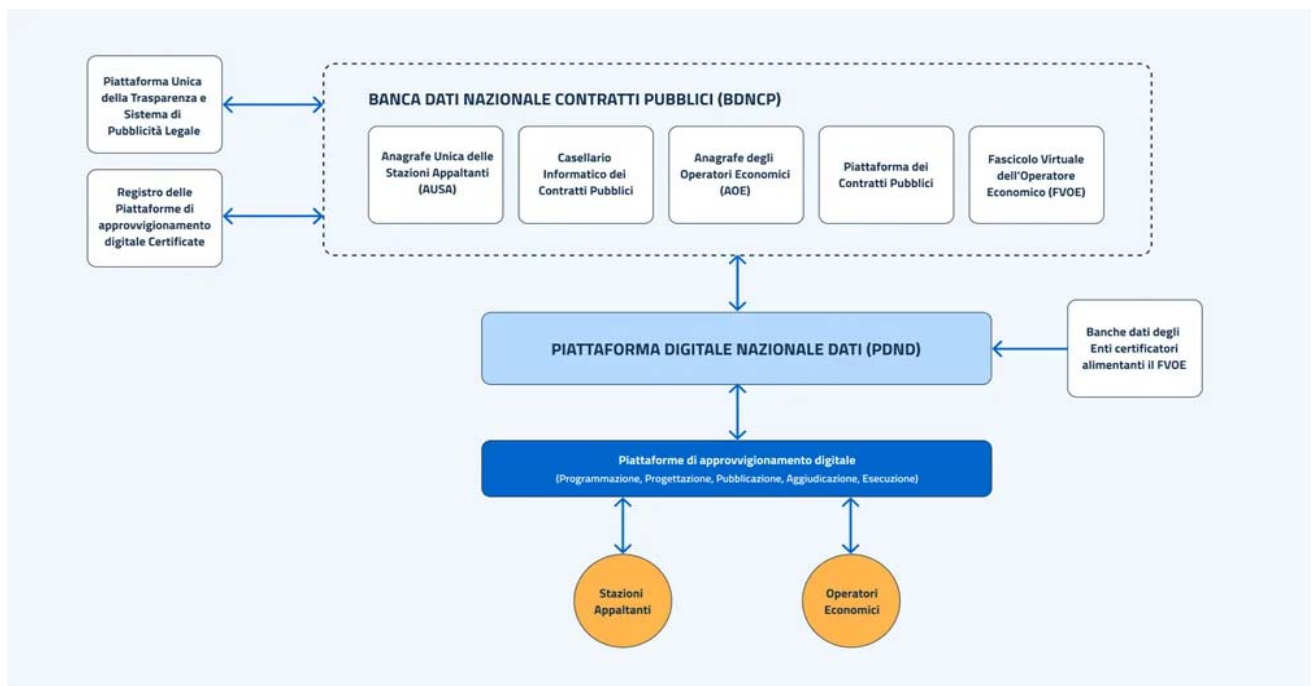 Piattaforma Unica
della Trasparenza e
Sistema di
Pubblicità Legale
Registro delle
Piattaforme di
approvvigionamento
digitale Certificate
BANCA DATI NAZIONALE CONTRATTI PUBBLICI (BDNCP)
Anagrafe Unica delle
Stazioni Appaltanti
(AUSA)
Casellario
Informatico dei
Contratti Pubblici
Anagrafe degli
Operatori Economici
(AOE)
Piattaforma dei
Contratti Pubblici
Fascicolo Virtuale
dell'Operatore
Economico (FVOE)
PIATTAFORMA DIGITALE NAZIONALE DATI (PDND)
Banche dati degli
Enti certificatori
alimentanti il FVOE
Piattaforme di approvvigionamento digitale
(Programmazione, Progettazione, Pubblicazione, Aggiudicazione, Esecuzione)
Stazioni
Appaltanti
Operatori
Economici